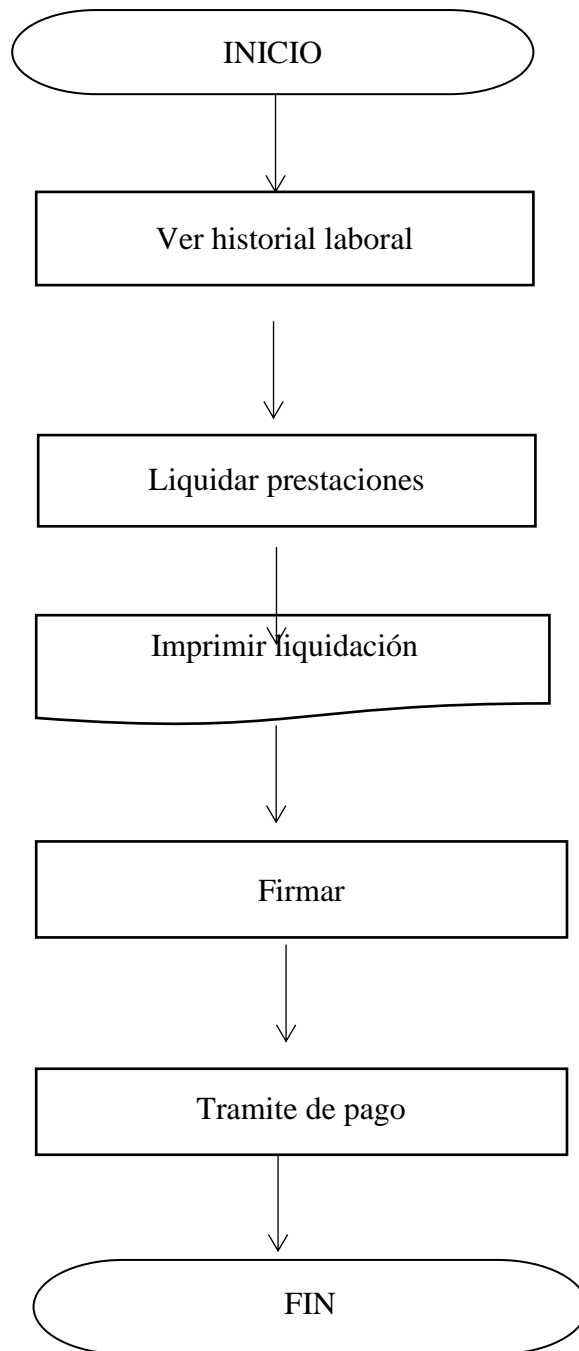 INICIO
Ver historial laboral
Liquidar prestaciones
Imprimir liquidación
Firmar
Tramite de pago
FIN